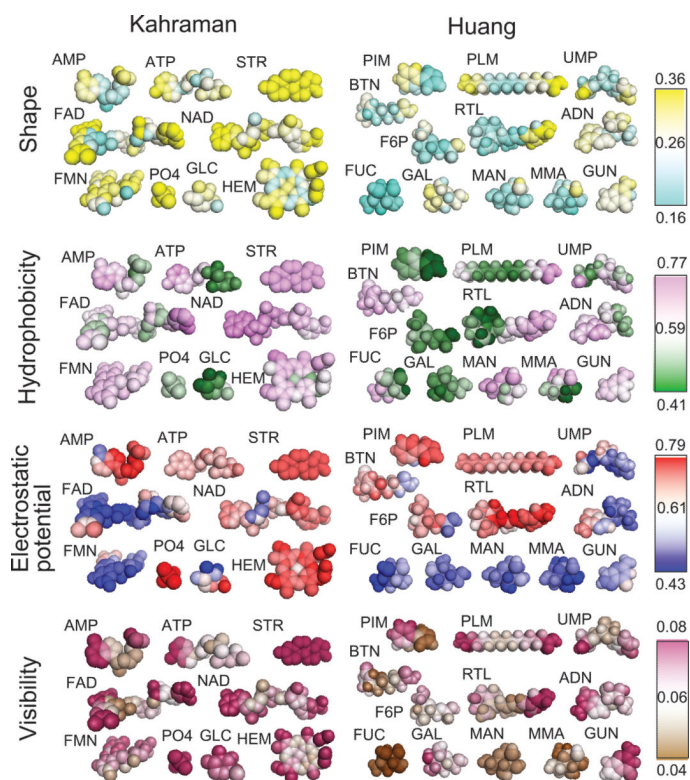 Kahraman Huang
Shape
AMP ATP STR PIM PLM UMP
BTN
FAD NAD RTL ADN
F6P
FMN PO4 GLC HEM FUC GAL MAN MMA GUN
0.36
0.26
0.16
Hydrophobicity
AMP ATP STR PIM PLM UMP
BTN
FAD NAD RTL ADN
F6P
FMN PO4 GLC HEM FUC GAL MAN MMA GUN
0.77
0.59
0.41
Electrostatic
potential
AMP ATP STR PIM PLM UMP
BTN
FAD NAD RTL ADN
F6P
FMN PO4 GLC HEM FUC GAL MAN MMA GUN
0.79
0.61
0.43
Visibility
AMP ATP STR PIM PLM UMP
BTN
FAD NAD RTL ADN
F6P
FMN PO4 GLC HEM FUC GAL MAN MMA GUN
0.08
0.06
0.04